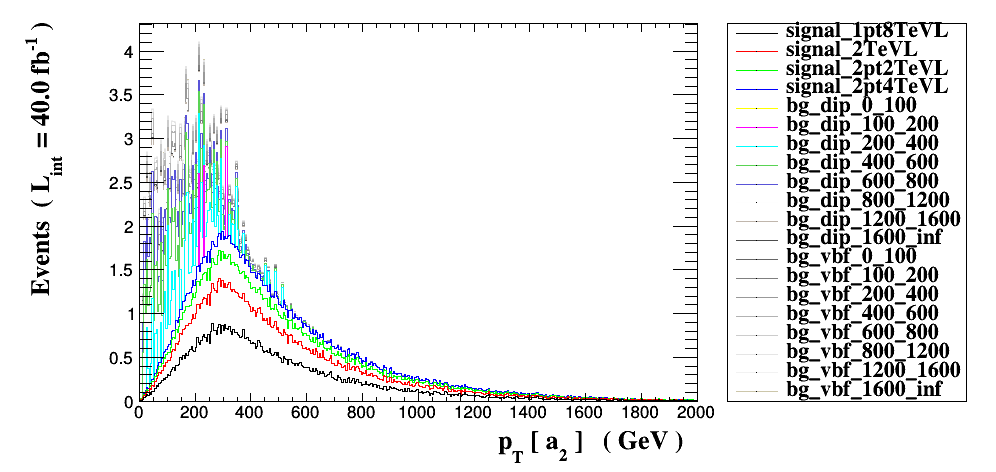 Events ( L_int = 40.0 fb^-1 )
4
3.5
3
2.5
2
1.5
1
0.5
0
0 200 400 600 800 1000 1200 1400 1600 1800 2000
p_T [ a_2 ] ( GeV )
signal_1pt8TeVL
signal_2TeVL
signal_2pt2TeVL
signal_2pt4TeVL
bg_dip_0_100
bg_dip_100_200
bg_dip_200_400
bg_dip_400_600
bg_dip_600_800
bg_dip_800_1200
bg_dip_1200_1600
bg_dip_1600_inf
bg_vbf_0_100
bg_vbf_100_200
bg_vbf_200_400
bg_vbf_400_600
bg_vbf_600_800
bg_vbf_800_1200
bg_vbf_1200_1600
bg_vbf_1600_inf